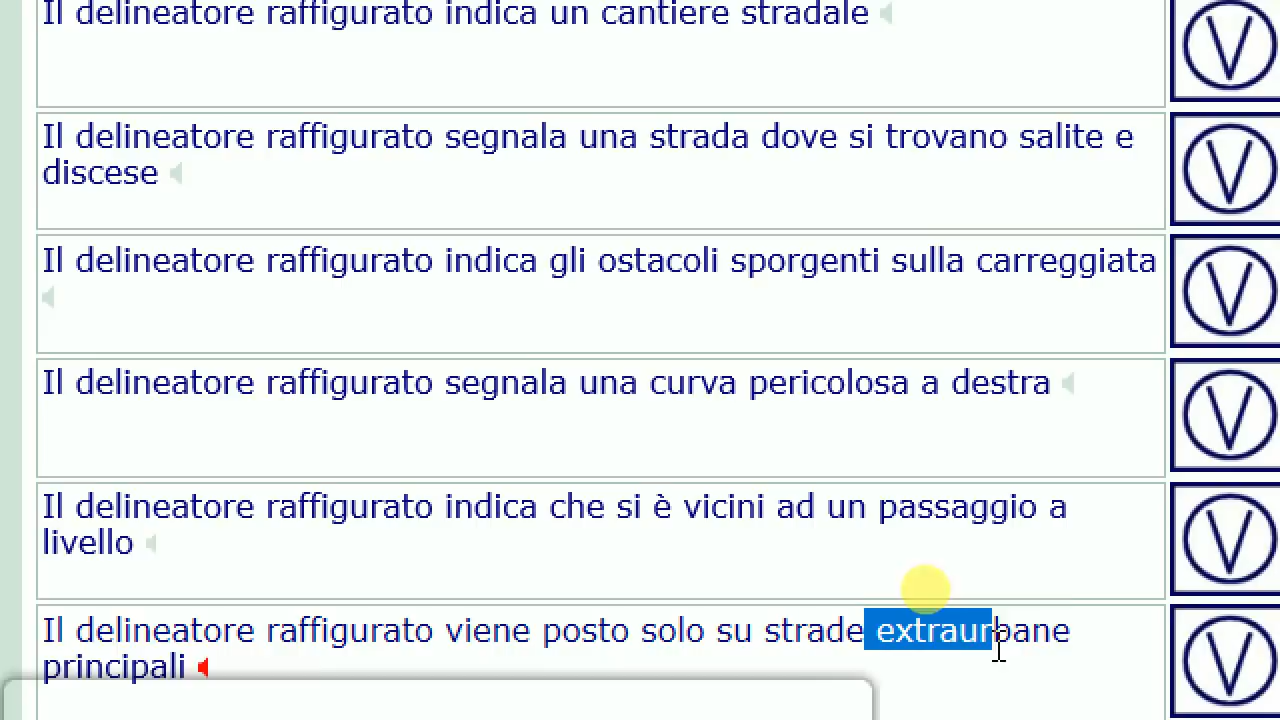 Il delineatore raffigurato indica un cantiere stradale
V
Il delineatore raffigurato segnala una strada dove si trovano salite e
discese
V
Il delineatore raffigurato indica gli ostacoli sporgenti sulla carreggiata
V
Il delineatore raffigurato segnala una curva pericolosa a destra
V
Il delineatore raffigurato indica che si è vicini ad un passaggio a
livello
V
Il delineatore raffigurato viene posto solo su strade extraurbane
principali
V